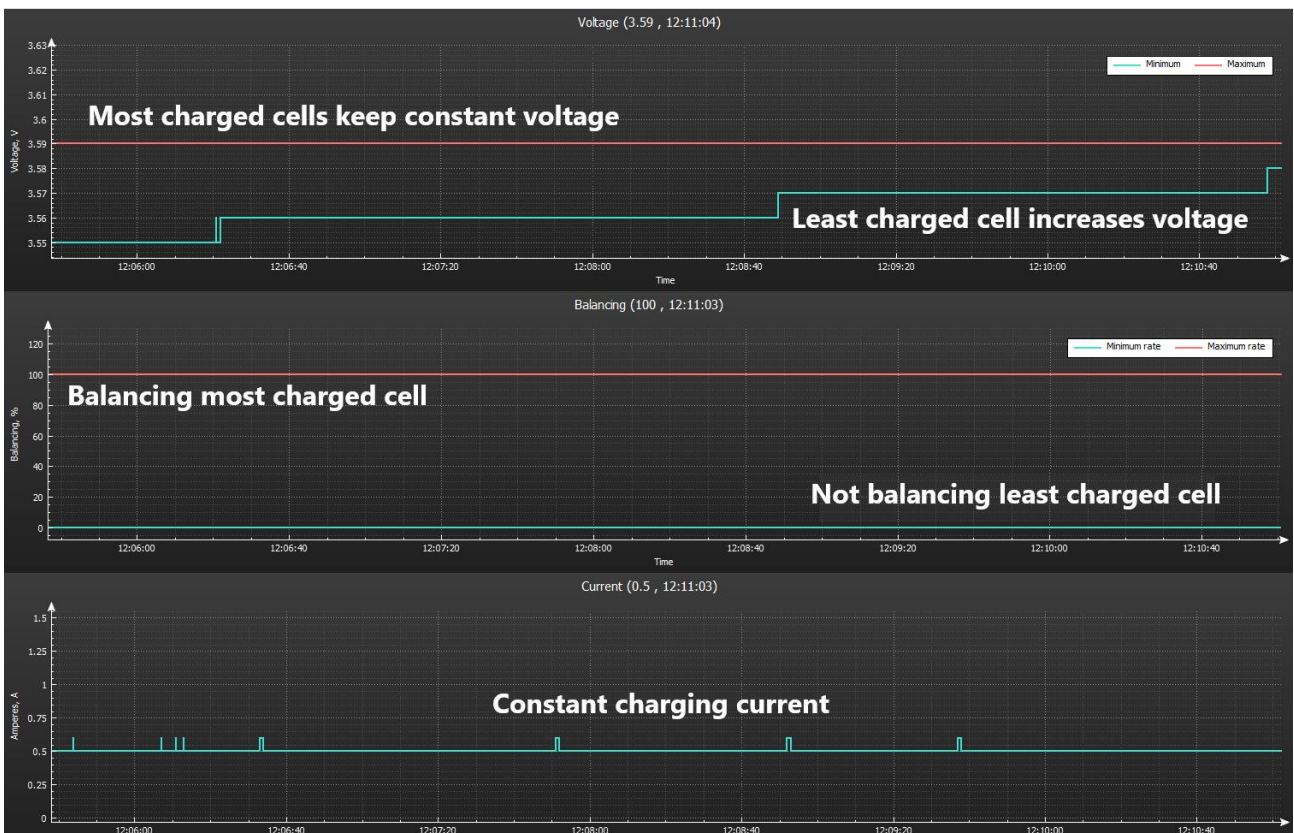 Voltage (3.59 , 12:11:04)
3.63
Minimum Maximum
3.62
3.61
Most charged cells keep constant voltage
3.6
3.59
Voltage, V
3.58
3.57
Least charged cell increases voltage
3.56
3.55
12:06:00 12:06:40 12:07:20 12:08:00 12:08:40 12:09:20 12:10:00 12:10:40
Time
Balancing (100 , 12:11:03)
120
Minimum rate Maximum rate
100
Balancing most charged cell
80
Balancing, %
60
40
Not balancing least charged cell
20
0
12:06:00 12:06:40 12:07:20 12:08:00 12:08:40 12:09:20 12:10:00 12:10:40
Time
Current (0.5 , 12:11:03)
1.5
1.25
1
Constant charging current
Amperes, A
0.75
0.5
0.25
0
12:06:00 12:06:40 12:07:20 12:08:00 12:08:40 12:09:20 12:10:00 12:10:40